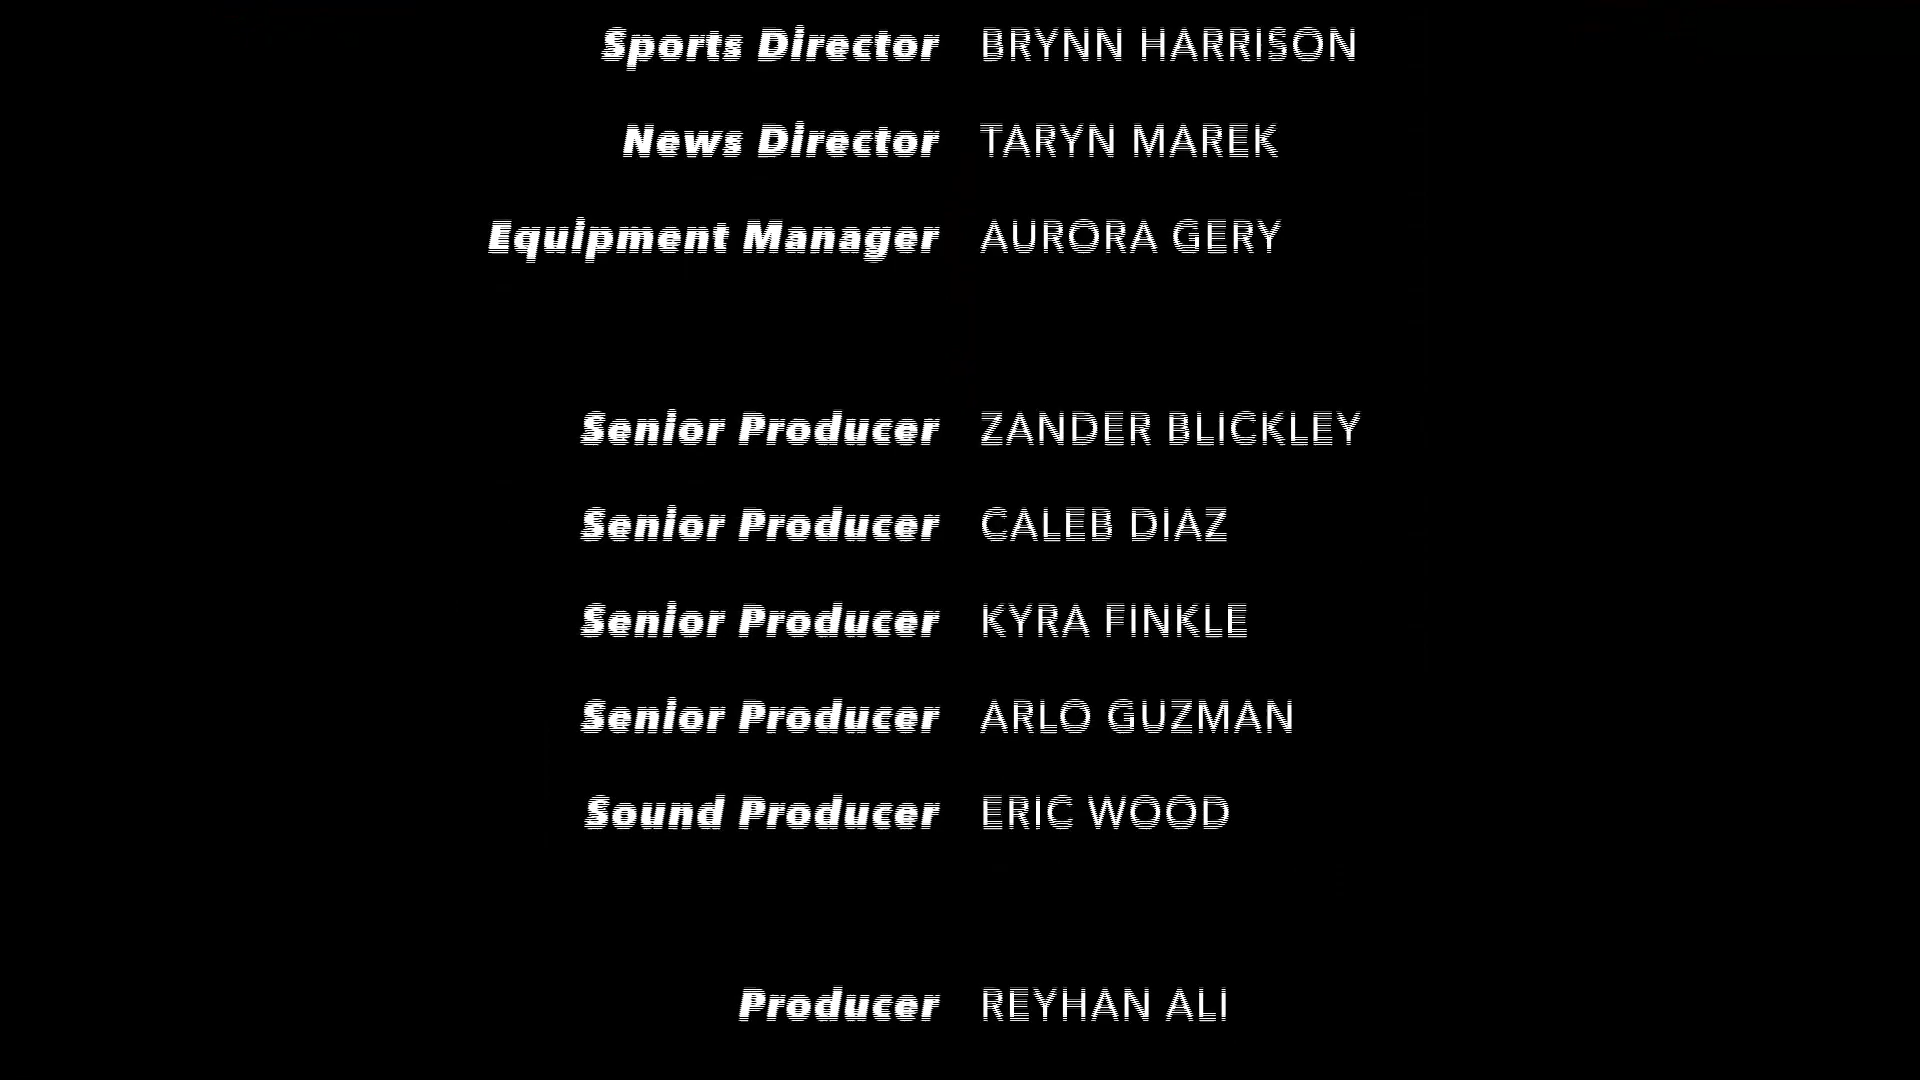 Sports Director BRYNN HARRISON
News Director TARYN MAREK
Equipment Manager AURORA GERY
Senior Producer ZANDER BLICKLEY
Senior Producer CALEB DIAZ
Senior Producer KYRA FINKLE
Senior Producer ARLO GUZMAN
Sound Producer ERIC WOOD
Producer REYHAN ALI